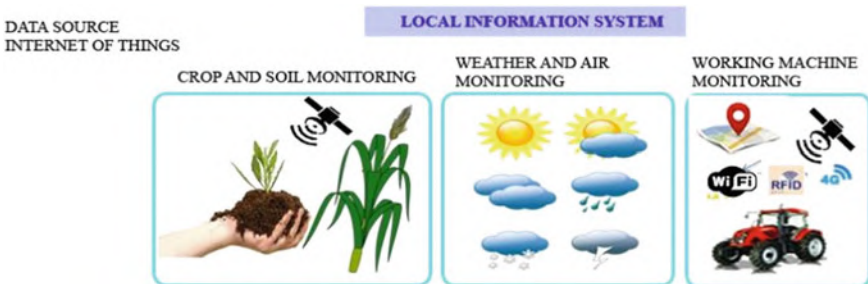 LOCAL INFORMATION SYSTEM
DATA SOURCE
INTERNET OF THINGS
CROP AND SOIL MONITORING
WEATHER AND AIR
MONITORING
WORKING MACHINE
MONITORING
WiFi
RFID
4G